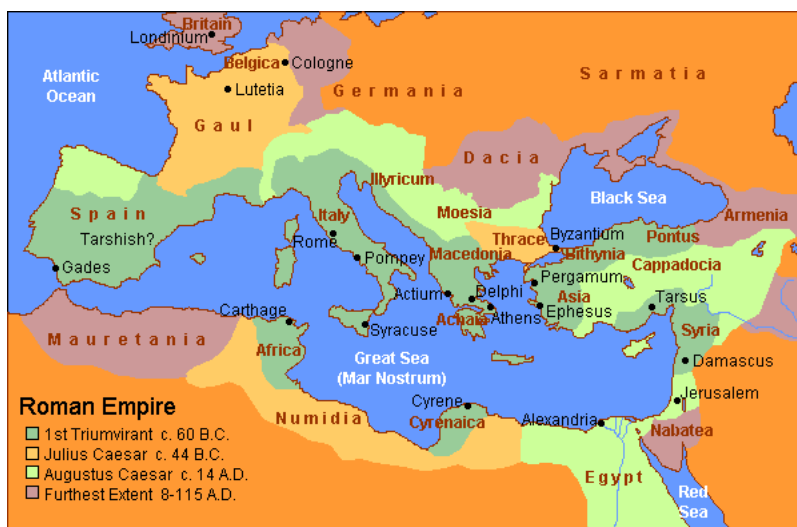 Britain
Londinium
Belgica
Cologne
Atlantic
Ocean
Lutetia
Germania
Sarmatia
Gaul
Dacia
Illyricum
Black Sea
Spain
Moesia
Armenia
Tarshish?
Italy
Rome
Thrace
Byzantium
Pontus
Bithynia
Macedonia
Pompey
Cappadocia
Gades
Pergamum
Actium
Delphi
Asia
Tarsus
Carthage
Ephesus
Achaia
Athens
Mauretania
Syracuse
Syria
Africa
Great Sea
(Mar Nostrum)
Damascus
Cyrene
Jerusalem
Numidia
Cyrenaica
Alexandria
Nabatea
Egypt
Red
Sea
Roman Empire
1st Triumvirant c. 60 B.C.
Julius Caesar c. 44 B.C.
Augustus Caesar c. 14 A.D.
Furthest Extent 8-115 A.D.